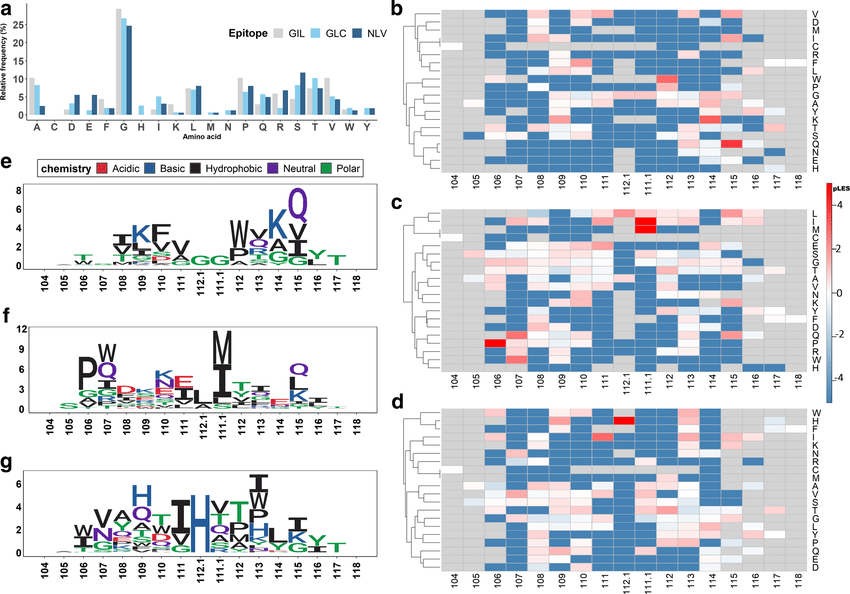 a
Relative frequency (%)
25
20
15
10
5
0
Epitope GIL GLC NLV
A C D E F G H I K L M N P Q R S T V W Y
Amino acid
e
chemistry Acidic Basic Hydrophobic Neutral Polar
8
6
4
2
0
104 105 106 107 108 109 110 111 112.1 111.1 112 113 114 115 116 117 118
f
12
9
6
3
0
104 105 106 107 108 109 110 111 112.1 111.1 112 113 114 115 116 117 118
g
6
4
2
0
104 105 106 107 108 109 110 111 112.1 111.1 112 113 114 115 116 117 118
b
V
D
M
I
C
R
F
L
W
P
G
A
Y
K
T
S
Q
N
E
H
104 105 106 107 108 109 110 111 112.1 111.1 112 113 114 115 116 117 118
c
L
I
M
C
E
S
G
T
A
V
N
K
Y
F
D
Q
P
R
W
H
104 105 106 107 108 109 110 111 112.1 111.1 112 113 114 115 116 117 118
d
W
H
F
I
K
N
R
C
M
A
V
S
T
G
L
Y
P
Q
E
D
104 105 106 107 108 109 110 111 112.1 111.1 112 113 114 115 116 117 118
pLES
4
2
0
-2
-4